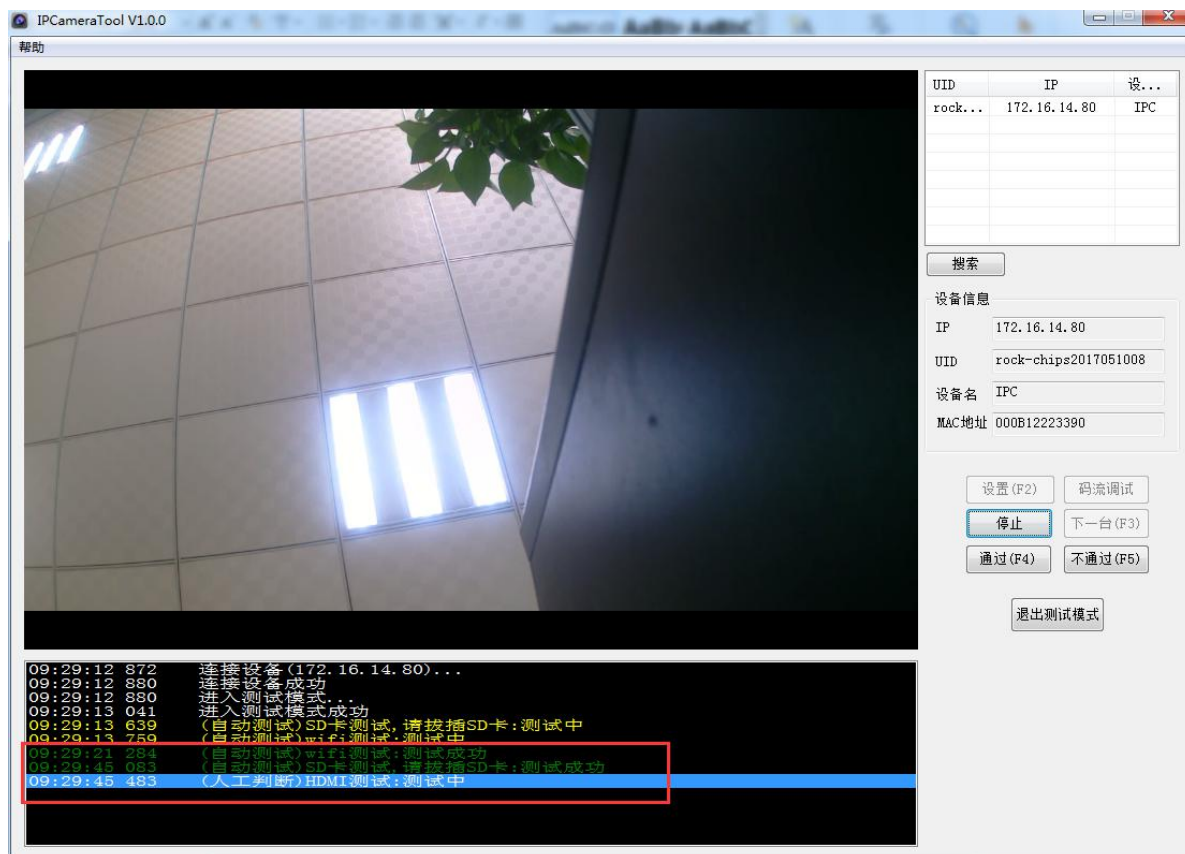 IPCameraTool V1.0.0
帮助
UID IP 设...
rock... 172.16.14.80 IPC
搜索
设备信息
IP 172.16.14.80
UID rock-chips2017051008
设备名 IPC
MAC地址 000B12223390
设置(F2) 码流调试
停止 下一台(F3)
通过(F4) 不通过(F5)
退出测试模式
09:29:12 872 连接设备(172.16.14.80)...
09:29:12 880 连接设备成功
09:29:12 880 进入测试模式...
09:29:13 041 进入测试模式成功
09:29:13 639 (自动测试)SD卡测试,请拔插SD卡:测试中
09:29:13 759 (自动测试)wifi测试:测试中
09:29:21 284 (自动测试)wifi测试:测试成功
09:29:45 083 (自动测试)SD卡测试,请拔插SD卡:测试成功
09:29:45 483 (人工判断)HDMI测试:测试中